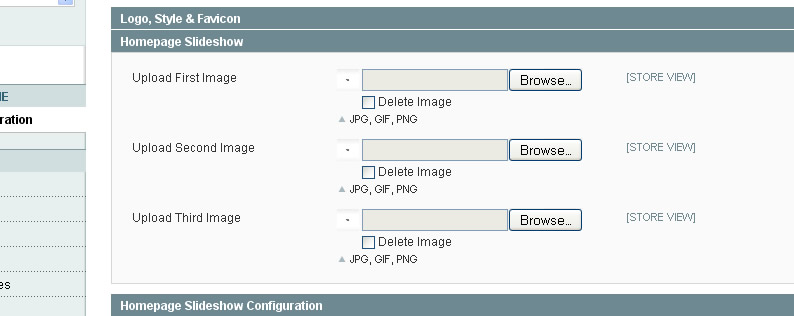 Logo, Style & Favicon
Homepage Slideshow
Upload First Image Browse... [STORE VIEW]
Delete Image
JPG, GIF, PNG
IE
ration
Upload Second Image Browse... [STORE VIEW]
Delete Image
JPG, GIF, PNG
Upload Third Image Browse... [STORE VIEW]
Delete Image
JPG, GIF, PNG
es
Homepage Slideshow Configuration